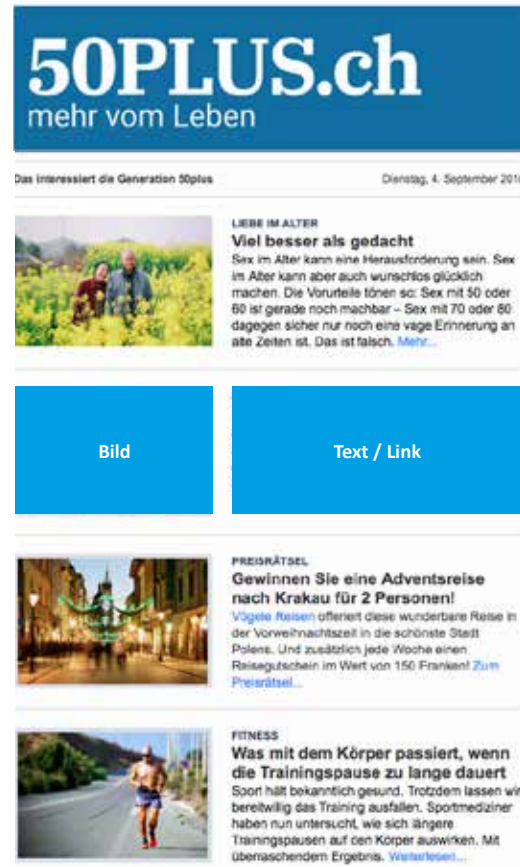 50PLUS.ch
mehr vom Leben
Das interessiert die Generation 50plus
Dienstag, 4. September 201
LIEBE IM ALTER
Viel besser als gedacht
Sex im Alter kann eine Herausforderung sein. Sex
im Alter kann aber auch wunschlos glücklich
machen. Die Vorurteile tönen so: Sex mit 50 oder
60 ist gerade noch machbar – Sex mit 70 oder 80
dagegen sicher nur noch eine vage Erinnerung an
alte Zeiten ist. Das ist falsch. Mehr...
Bild
Text / Link
PREISRÄTSEL
Gewinnen Sie eine Adventsreise
nach Krakau für 2 Personen!
Vögele Reisen offeriert diese wunderbare Reise in
der Vorweihnachtszeit in die schönste Stadt
Polens. Und zusätzlich jede Woche einen
Reisegutschein im Wert von 150 Franken! Zum
Preisrätsel...
FITNESS
Was mit dem Körper passiert, wenn
die Trainingspause zu lange dauert
Sport hält bekanntlich gesund. Trotzdem lassen wir
bereitwillig das Training ausfallen. Sportmediziner
haben nun untersucht, wie sich längere
Trainingspausen auf den Körper auswirken. Mit
überraschendem Ergebnis. Weiterlesen...